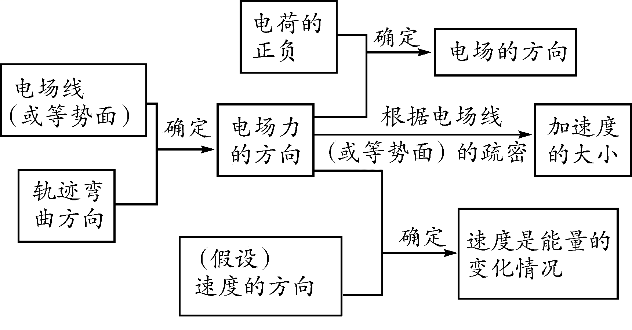 电荷的
正负
确定
电场的方向
电场线
(或等势面)
确定
电场力
的方向
根据电场线
(或等势面)的疏密
加速度
的大小
轨迹弯
曲方向
(假设)
速度的方向
确定
速度是能量的
变化情况